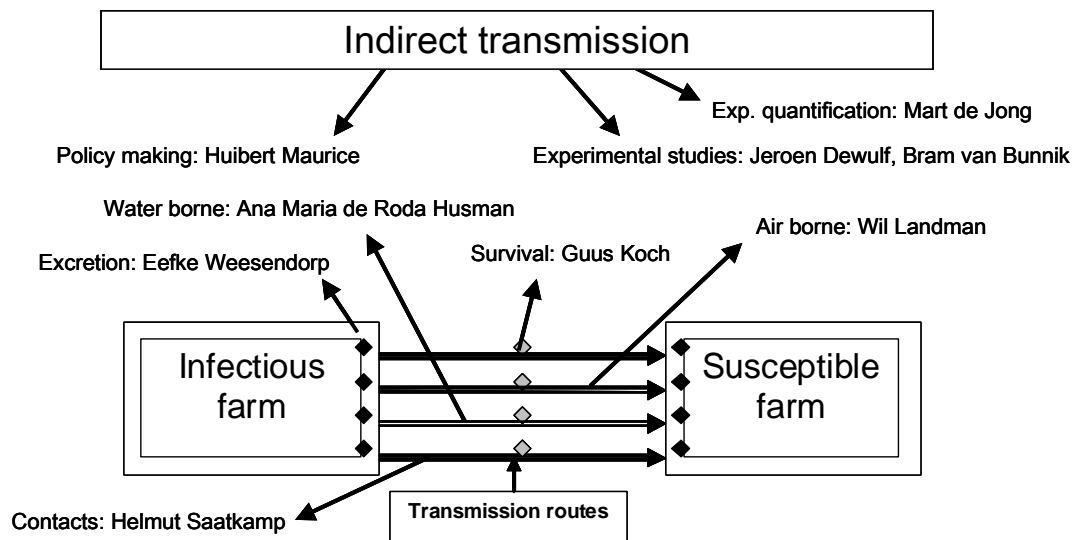 Indirect transmission
Exp. quantification: Mart de Jong
Policy making: Huibert Maurice
Experimental studies: Jeroen Dewulf, Bram van Bunnik
Water borne: Ana Maria de Roda Husman
Air borne: Wil Landman
Survival: Guus Koch
Excretion: Eefke Weesendorp
Infectious
farm
Susceptible
farm
Transmission routes
Contacts: Helmut Saatkamp